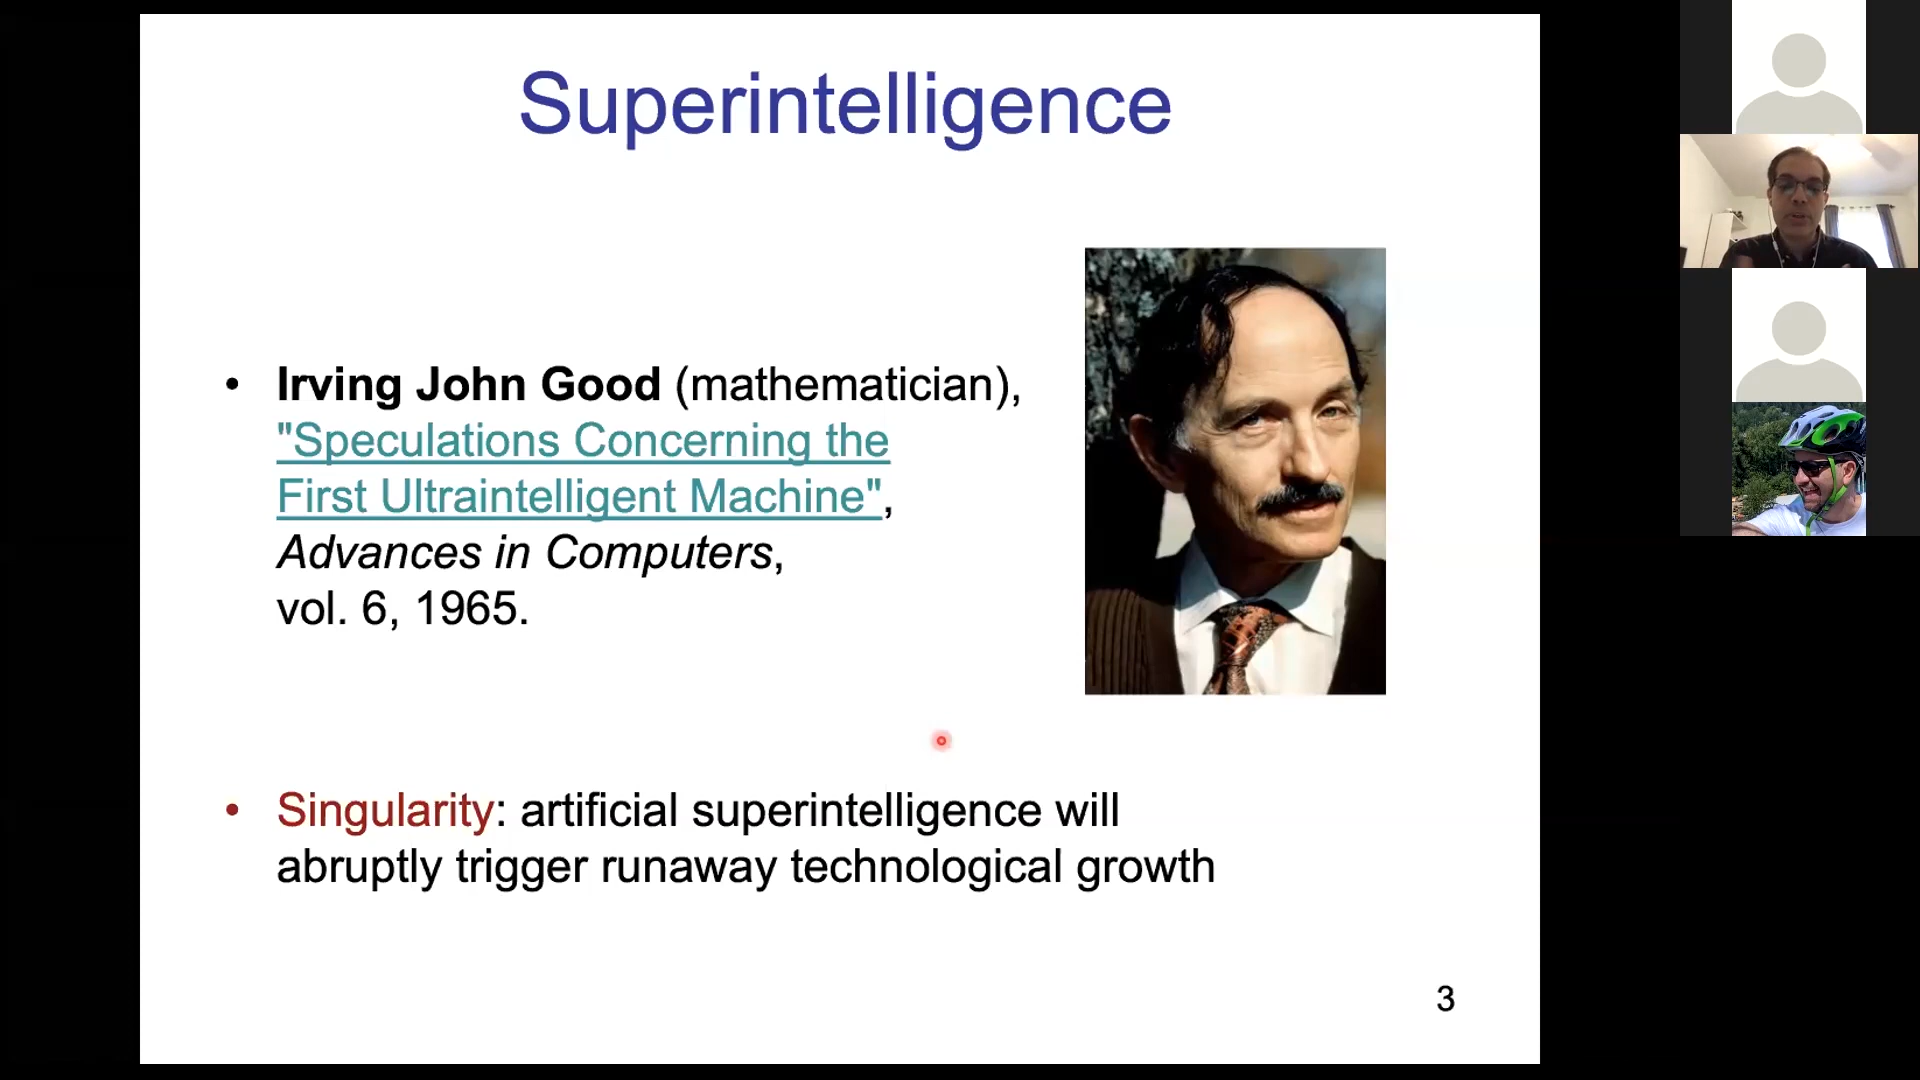 Superintelligence
• Irving John Good (mathematician),
"Speculations Concerning the
First Ultraintelligent Machine",
Advances in Computers,
vol. 6, 1965.
• Singularity: artificial superintelligence will
abruptly trigger runaway technological growth
3